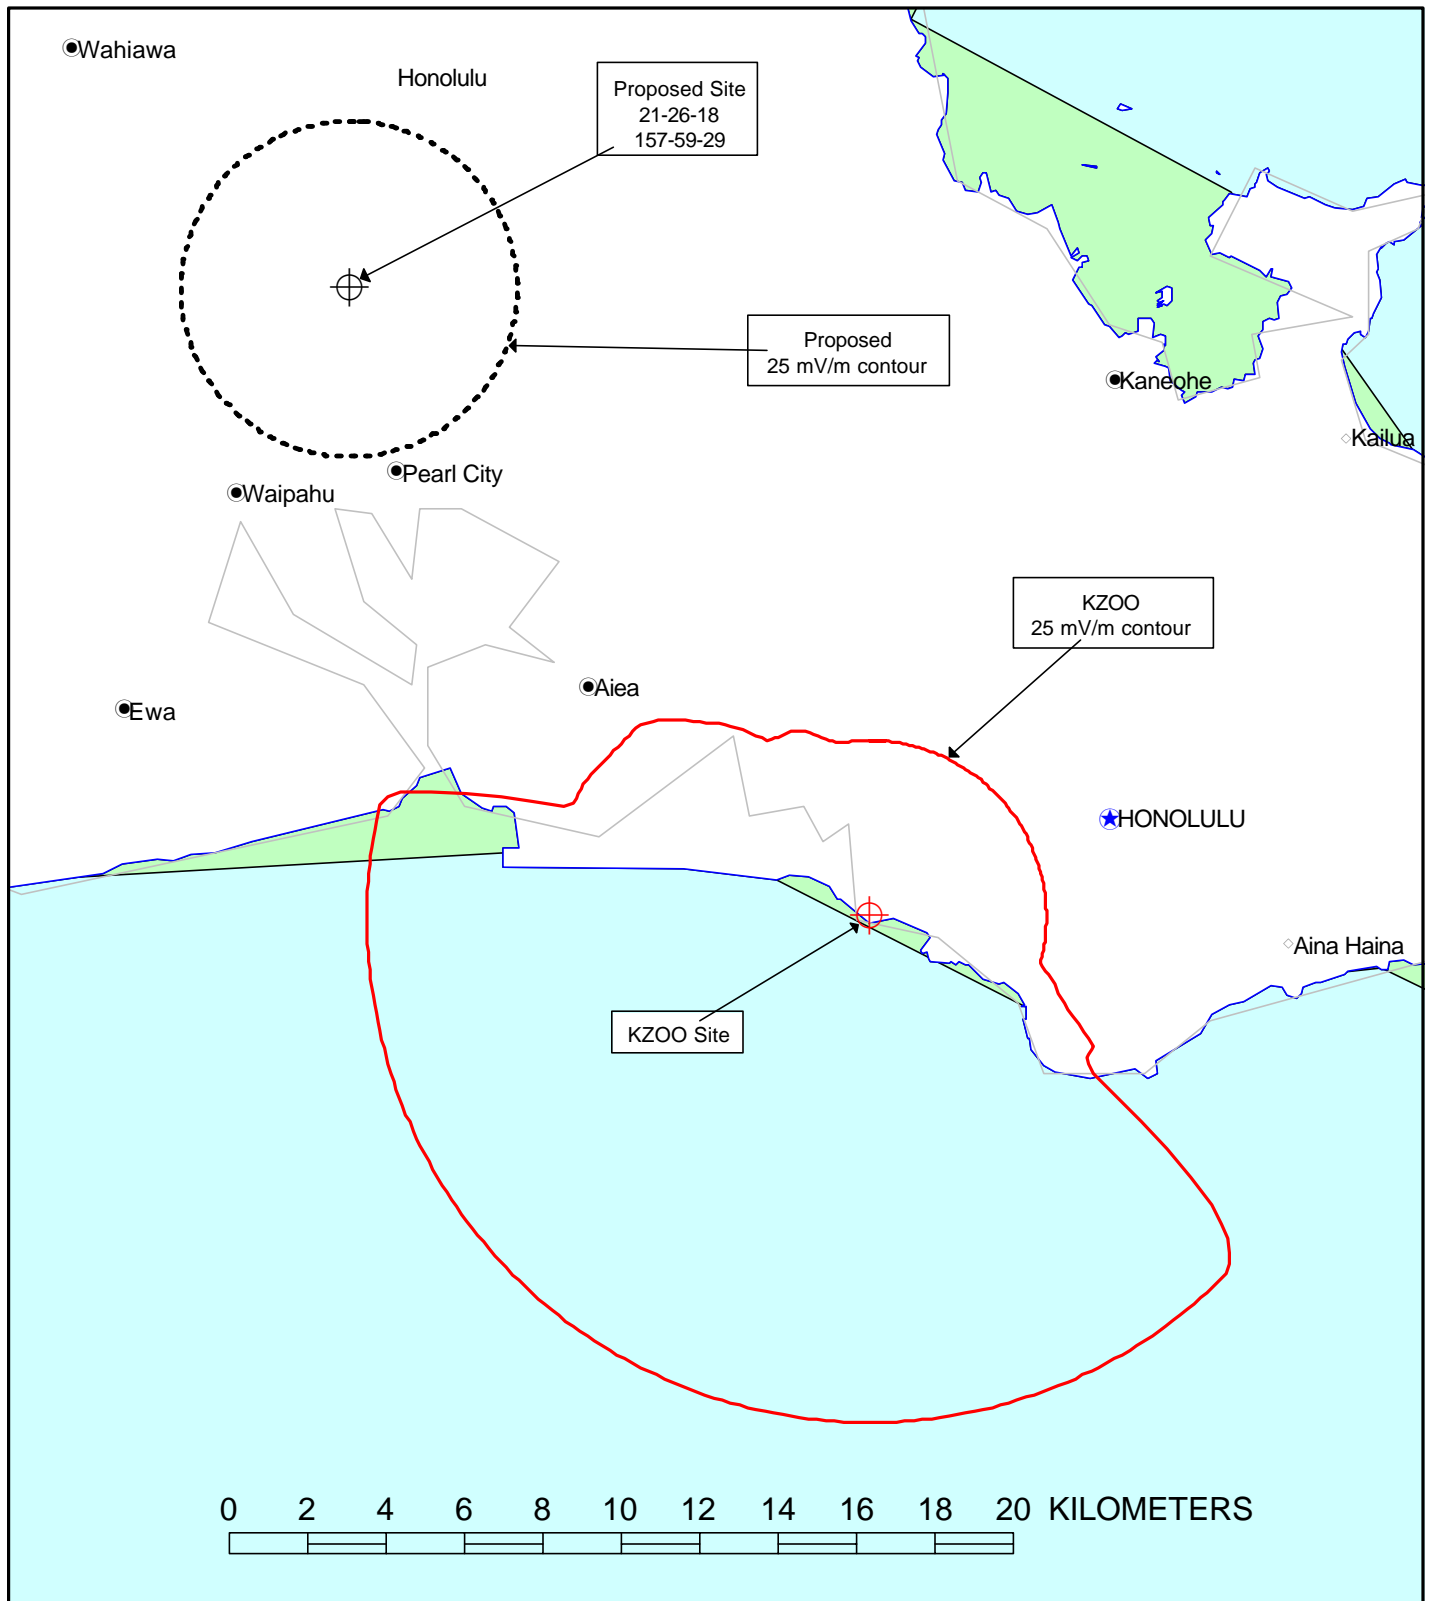 Wahiawa
Honolulu
Proposed Site
21-26-18
157-59-29
Proposed
25 mV/m contour
Kaneohe
Kailua
Pearl City
Waipahu
KZOO
25 mV/m contour
Aiea
Ewa
HONOLULU
Aina Haina
KZOO Site
0 2 4 6 8 10 12 14 16 18 20 KILOMETERS